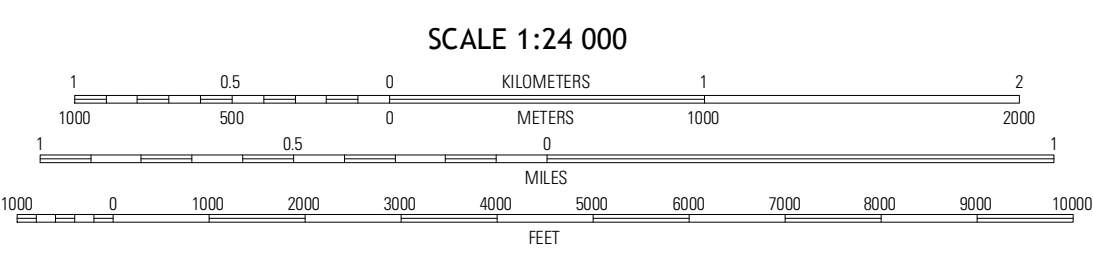 SCALE 1:24 000
1 0.5 0 KILOMETERS 1 2
1000 500 0 METERS 1000 2000
1 0.5 0 1
MILES
1000 0 1000 2000 3000 4000 5000 6000 7000 8000 9000 10000
FEET